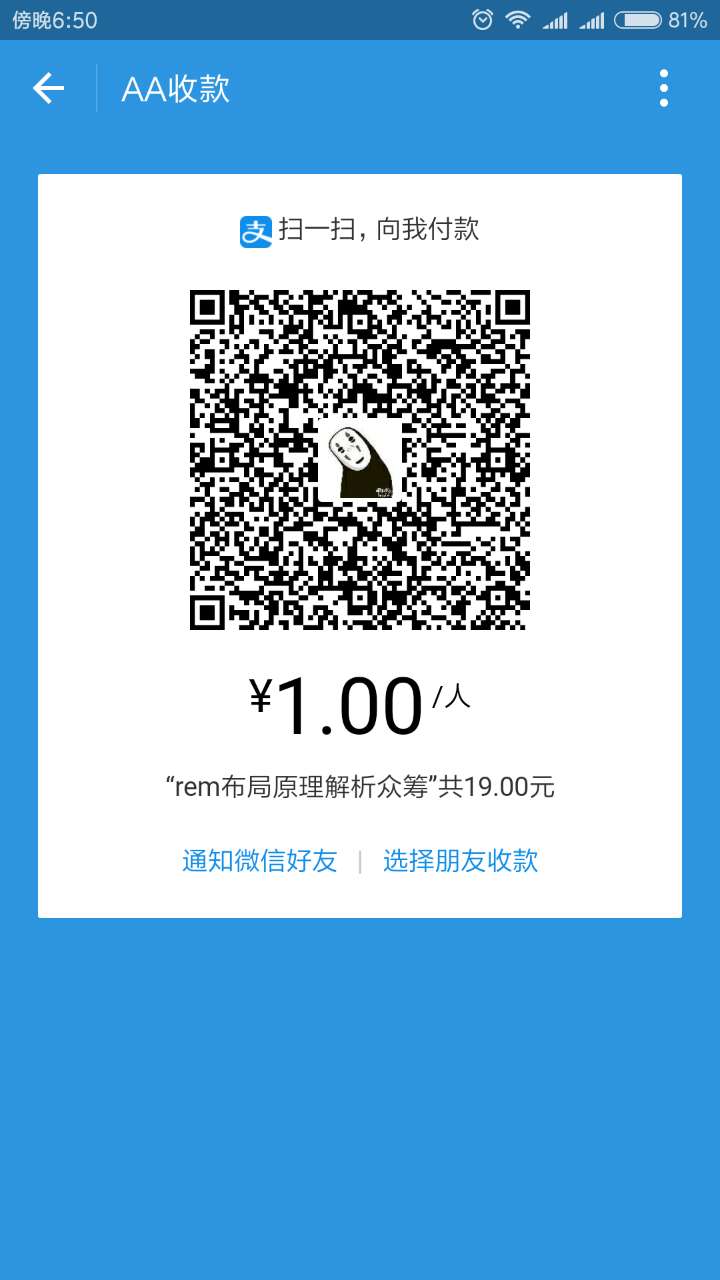 傍晚6:50
81%
AA收款
支 扫一扫，向我付款
¥1.00/人
“rem布局原理解析众筹”共19.00元
通知微信好友 | 选择朋友收款